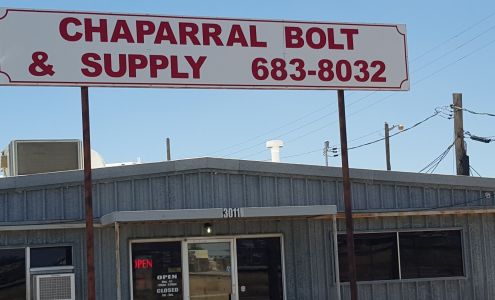 CHAPARRAL BOLT
& SUPPLY 683-8032
3011
OPEN
OPEN
CLOSED